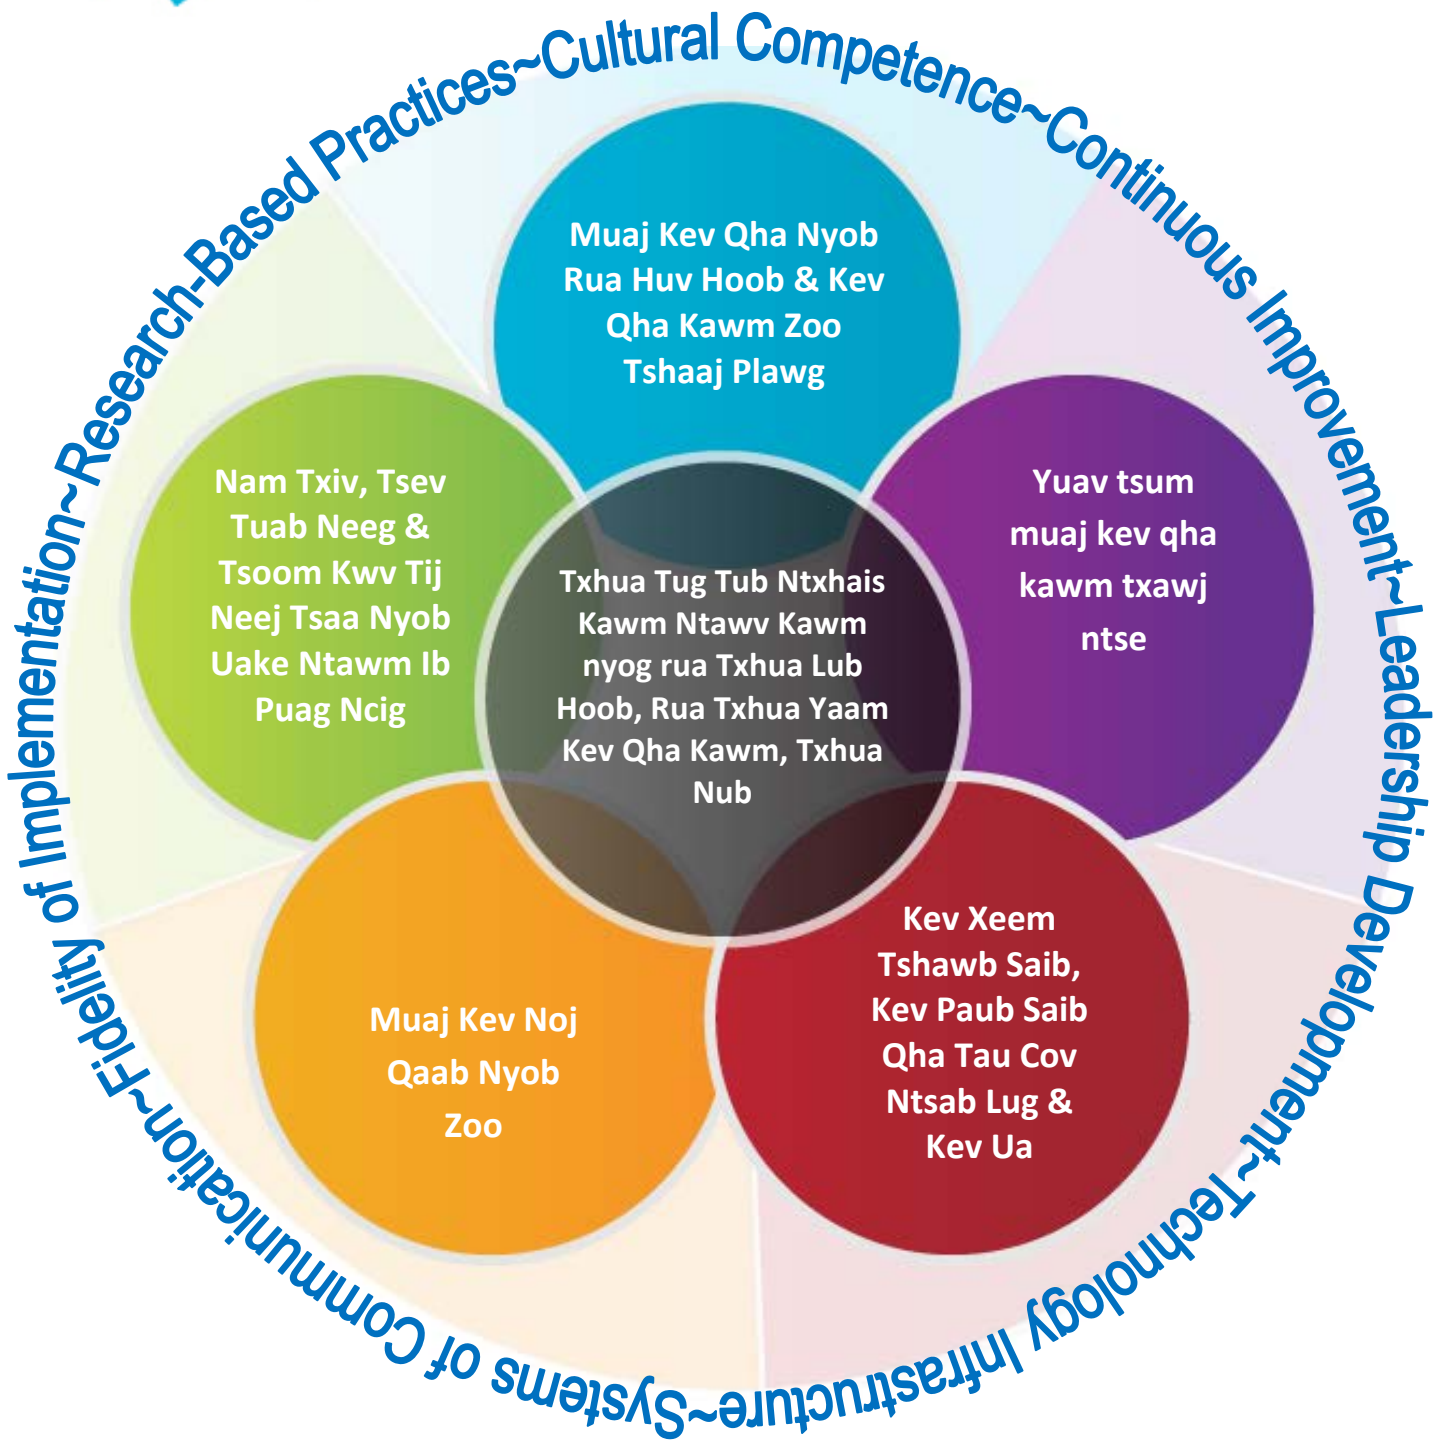 Fidelity of Implementation~Research-Based Practices~Cultural Competence~Continuous Improvement~Leadership Development~Technology Infrastructure~Systems of Communication~
Muaj Kev Qha Nyob
Rua Huv Hoob & Kev
Qha Kawm Zoo
Tshaaj Plawg
Nam Txiv, Tsev
Tuab Neeg &
Tsoom Kwv Tij
Neej Tsaa Nyob
Uake Ntawm Ib
Puag Ncig
Yuav tsum
muaj kev qha
kawm txawj
ntse
Txhua Tug Tub Ntxhais
Kawm Ntawv Kawm
nyog rua Txhua Lub
Hoob, Rua Txhua Yaam
Kev Qha Kawm, Txhua
Nub
Muaj Kev Noj
Qaab Nyob
Zoo
Kev Xeem
Tshawb Saib,
Kev Paub Saib
Qha Tau Cov
Ntsab Lug &
Kev Ua